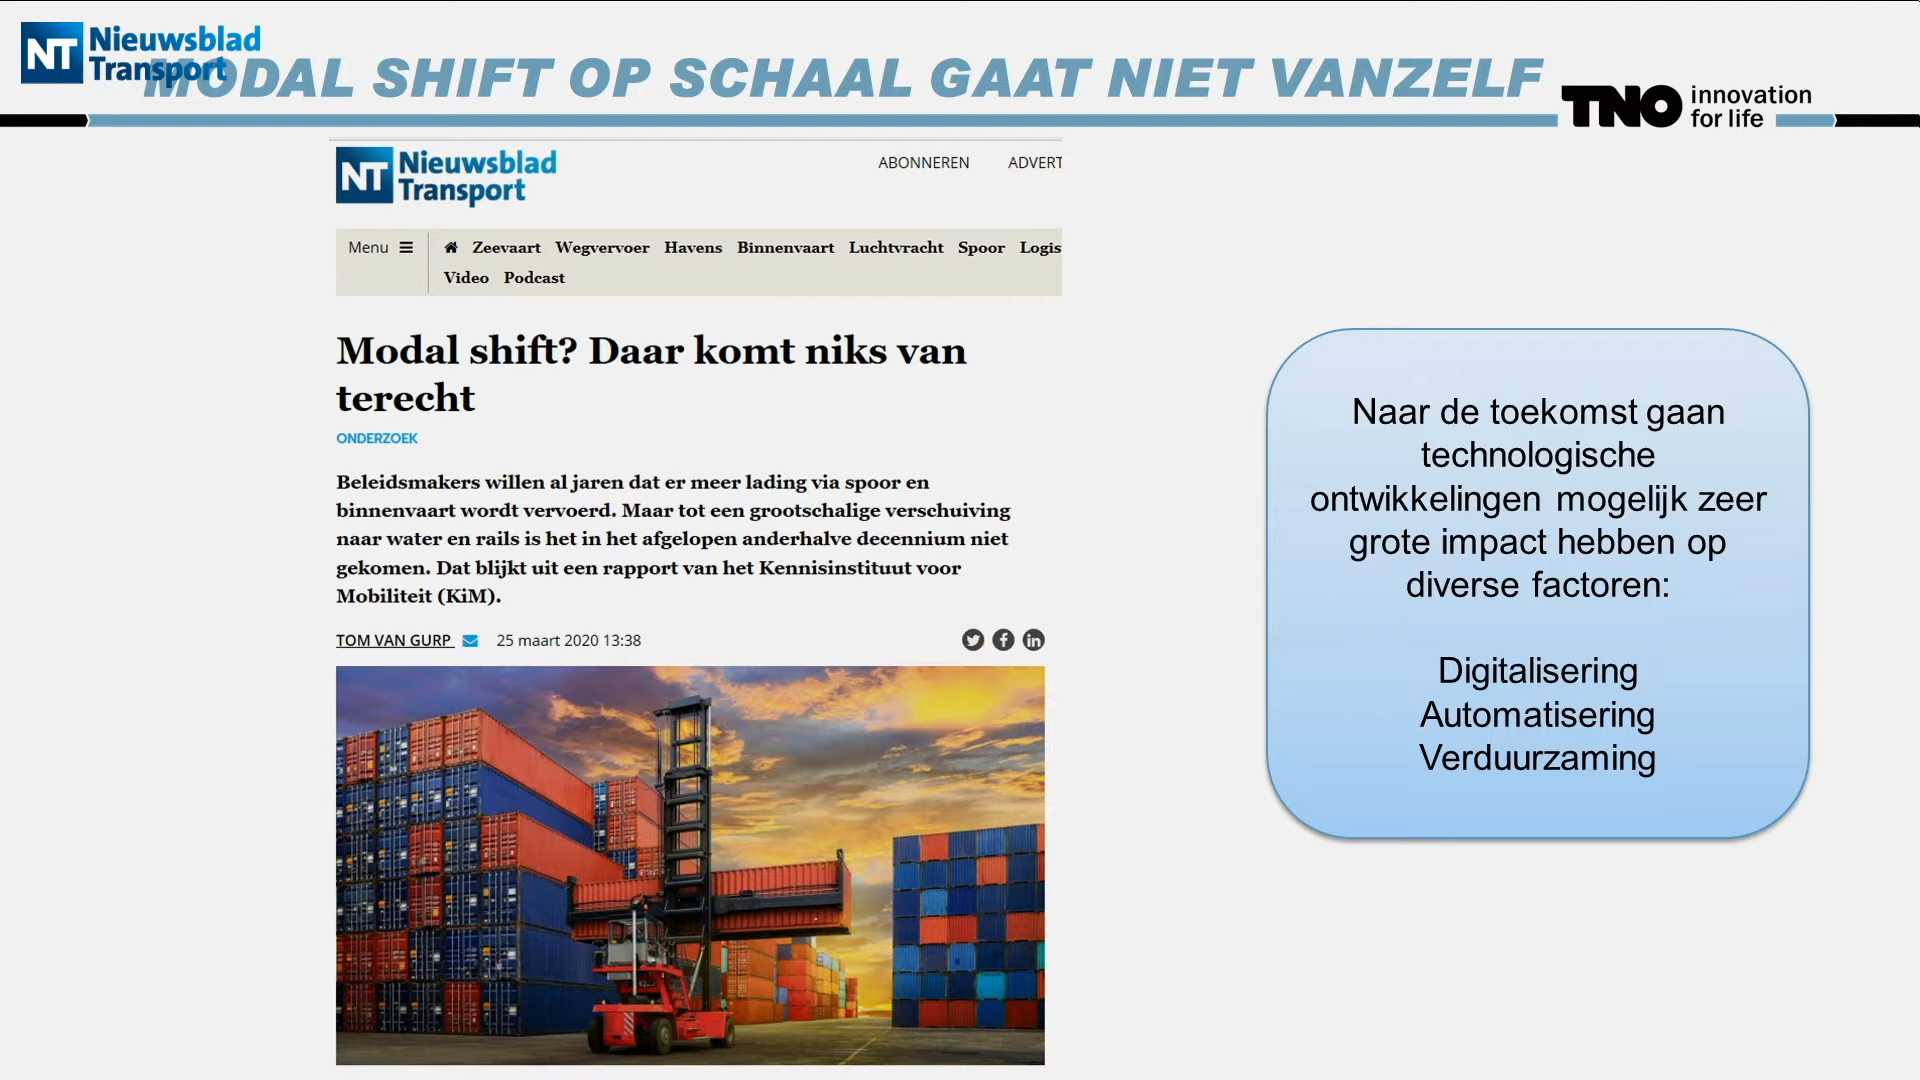 NT Nieuwsblad
Transport
MODAL SHIFT OP SCHAAL GAAT NIET VANZELF
TNO innovation
for life
NT Nieuwsblad
Transport
ABONNEREN ADVERT
Menu Zeevaart Wegvervoer Havens Binnenvaart Luchtvracht Spoor Logis
Video Podcast
Modal shift? Daar komt niks van
terecht
ONDERZOEK
Beleidsmakers willen al jaren dat er meer lading via spoor en
binnenvaart wordt vervoerd. Maar tot een grootschalige verschuiving
naar water en rails is het in het afgelopen anderhalve decennium niet
gekomen. Dat blijkt uit een rapport van het Kennisinstituut voor
Mobiliteit (KiM).
TOM VAN GURP 25 maart 2020 13:38
Naar de toekomst gaan
technologische
ontwikkelingen mogelijk zeer
grote impact hebben op
diverse factoren:
Digitalisering
Automatisering
Verduurzaming